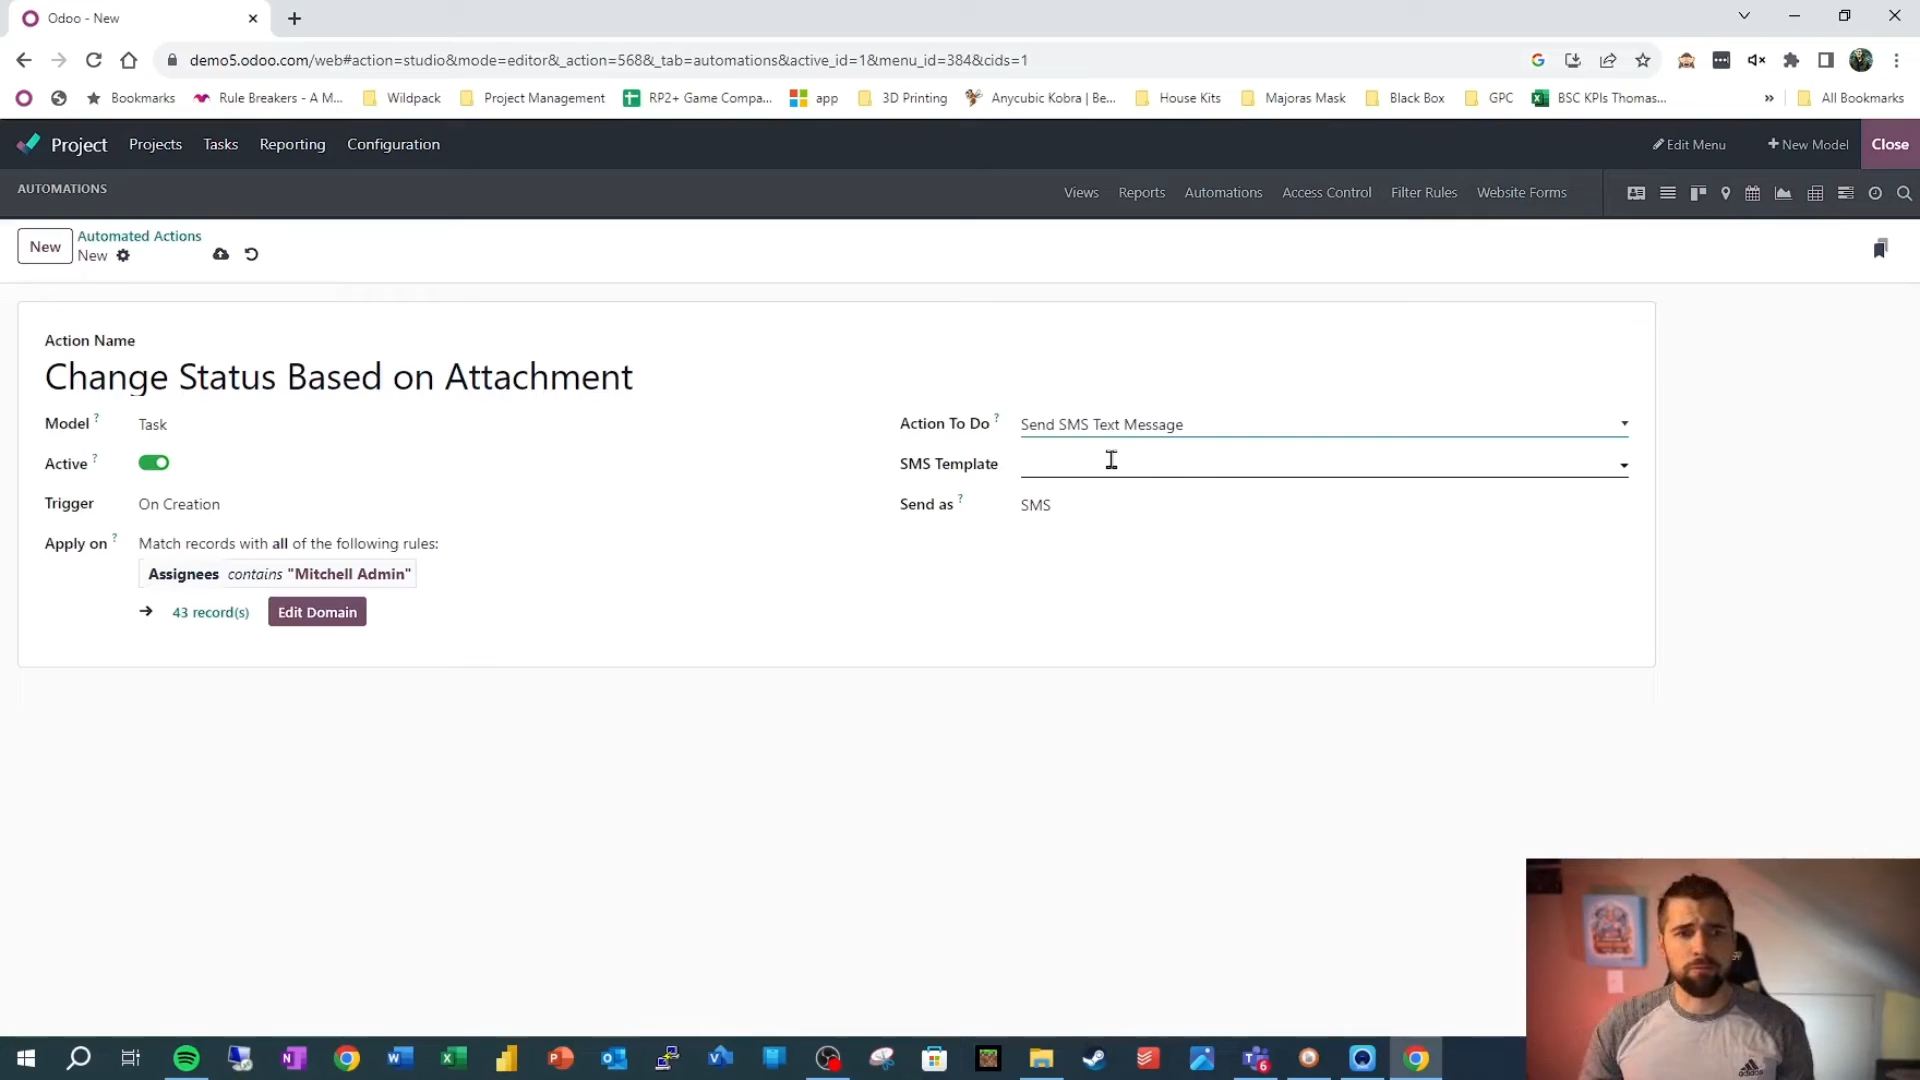 Odoo - New
demo5.odoo.com/web#action=studio&mode=editor&_action=568&_tab=automations&active_id=1&menu_id=384&cids=1
Bookmarks Rule Breakers - A M... Wildpack Project Management RP2+ Game Compa... app 3D Printing Anycubic Kobra | Be... House Kits Majoras Mask Black Box GPC BSC KPIs Thomas... » All Bookmarks
Project Projects Tasks Reporting Configuration Edit Menu + New Model Close
AUTOMATIONS Views Reports Automations Access Control Filter Rules Website Forms
New Automated Actions
New
Action Name
Change Status Based on Attachment
Model ? Task Action To Do ? Send SMS Text Message
Active ? SMS Template
Trigger On Creation Send as ? SMS
Apply on ? Match records with all of the following rules:
Assignees contains "Mitchell Admin"
43 record(s) Edit Domain